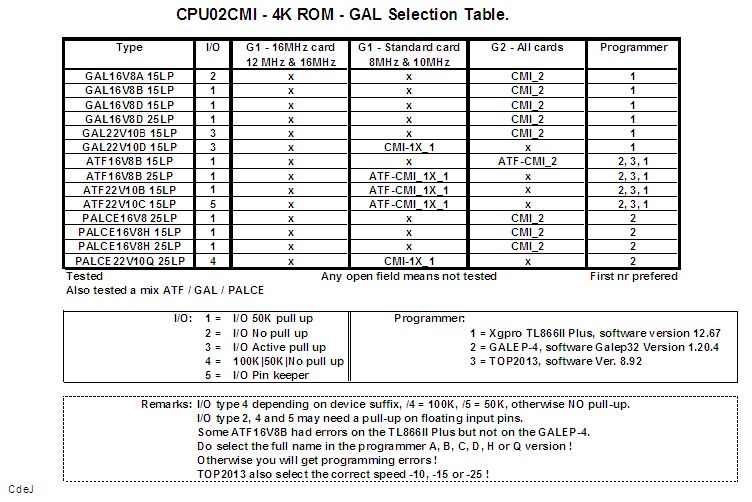 CPU02CMI - 4K ROM - GAL Selection Table.
Type I/O G1 - 16MHz card G1 - Standard card G2 - All cards Programmer
12 MHz & 16MHz 8MHz & 10MHz
GAL16V8A 15LP 2 x x CMI_2 1
GAL16V8B 15LP 1 x x CMI_2 1
GAL16V8D 15LP 1 x x CMI_2 1
GAL16V8D 25LP 1 x x CMI_2 1
GAL22V10B 15LP 3 x x CMI_2 1
GAL22V10D 15LP 3 x CMI-1X_1 x 1
ATF16V8B 15LP 1 x x ATF-CMI_2 2, 3, 1
ATF16V8B 25LP 1 x ATF-CMI_1X_1 x 2, 3, 1
ATF22V10B 15LP 1 x ATF-CMI_1X_1 x 2, 3, 1
ATF22V10C 15LP 5 x ATF-CMI_1X_1 x 2, 3, 1
PALCE16V8 25LP 1 x x CMI_2 2
PALCE16V8H 15LP 1 x x CMI_2 2
PALCE16V8H 25LP 1 x x CMI_2 2
PALCE22V10Q 25LP 4 x CMI-1X_1 x 2
Tested Any open field means not tested First nr prefered
Also tested a mix ATF / GAL / PALCE
I/O: 1 = I/O 50K pull up Programmer:
2 = I/O No pull up 1 = Xgpro TL866II Plus, software version 12.67
3 = I/O Active pull up 2 = GALEP-4, software Galep32 Version 1.20.4
4 = 100K|50K|No pull up 3 = TOP2013, software Ver. 8.92
5 = I/O Pin keeper
Remarks: I/O type 4 depending on device suffix, /4 = 100K, /5 = 50K, otherwise NO pull-up.
I/O type 2, 4 and 5 may need a pull-up on floating input pins.
Some ATF16V8B had errors on the TL866II Plus but not on the GALEP-4.
Do select the full name in the programmer A, B, C, D, H or Q version !
Otherwise you will get programming errors !
TOP2013 also select the correct speed -10, -15 or -25 !
CdeJ